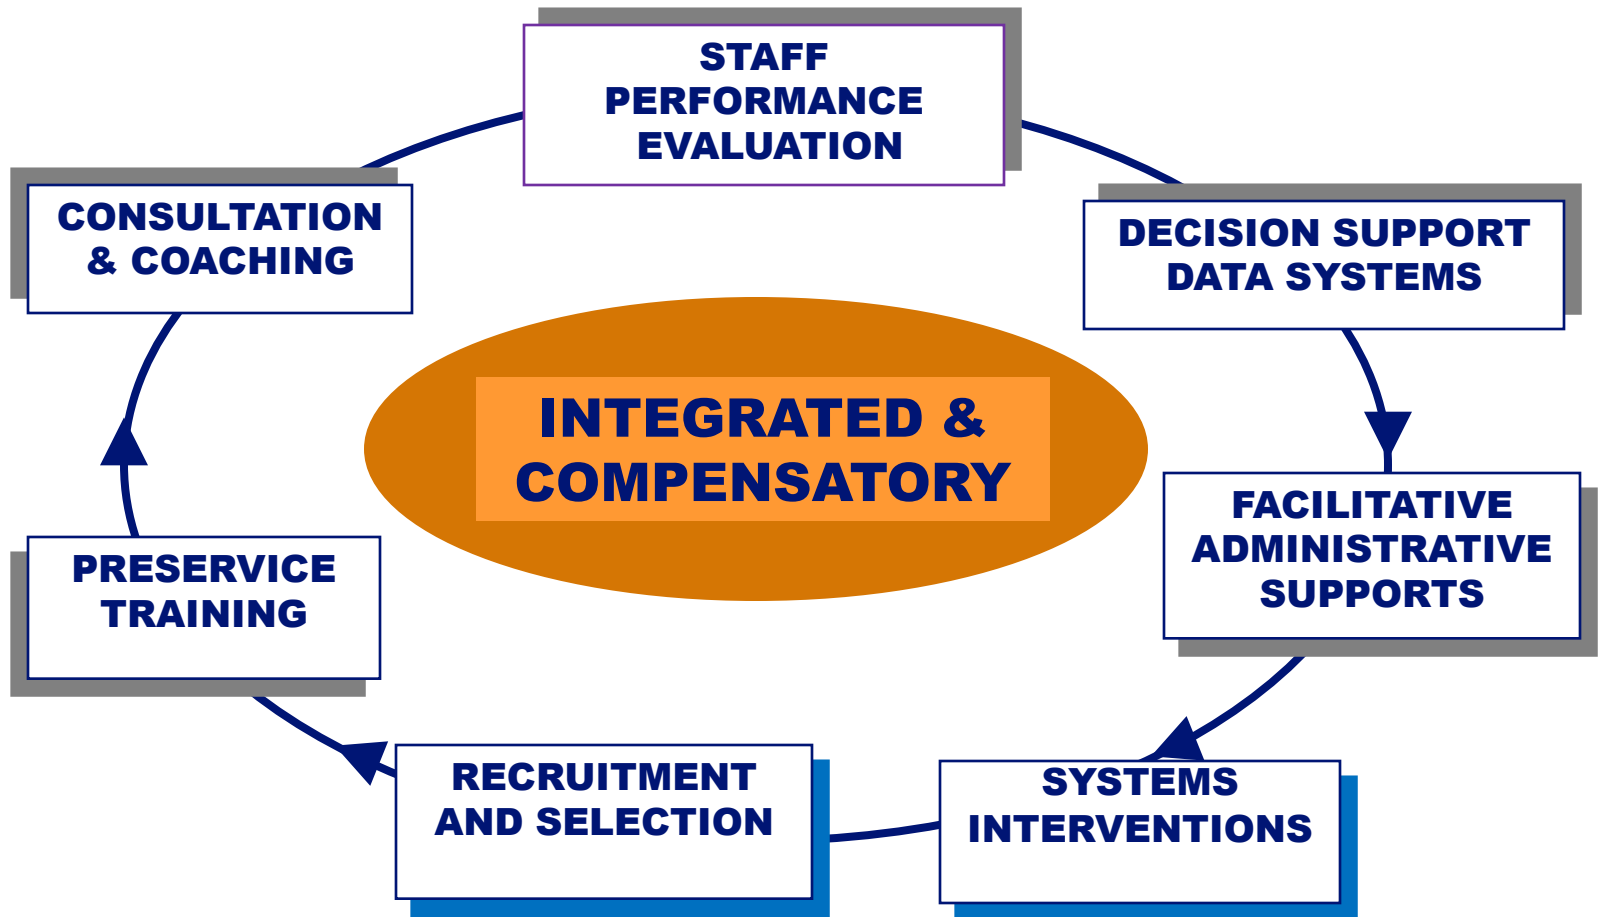 STAFF
PERFORMANCE
EVALUATION
CONSULTATION
& COACHING
DECISION SUPPORT
DATA SYSTEMS
INTEGRATED &
COMPENSATORY
FACILITATIVE
ADMINISTRATIVE
SUPPORTS
PRESERVICE
TRAINING
RECRUITMENT
AND SELECTION
SYSTEMS
INTERVENTIONS